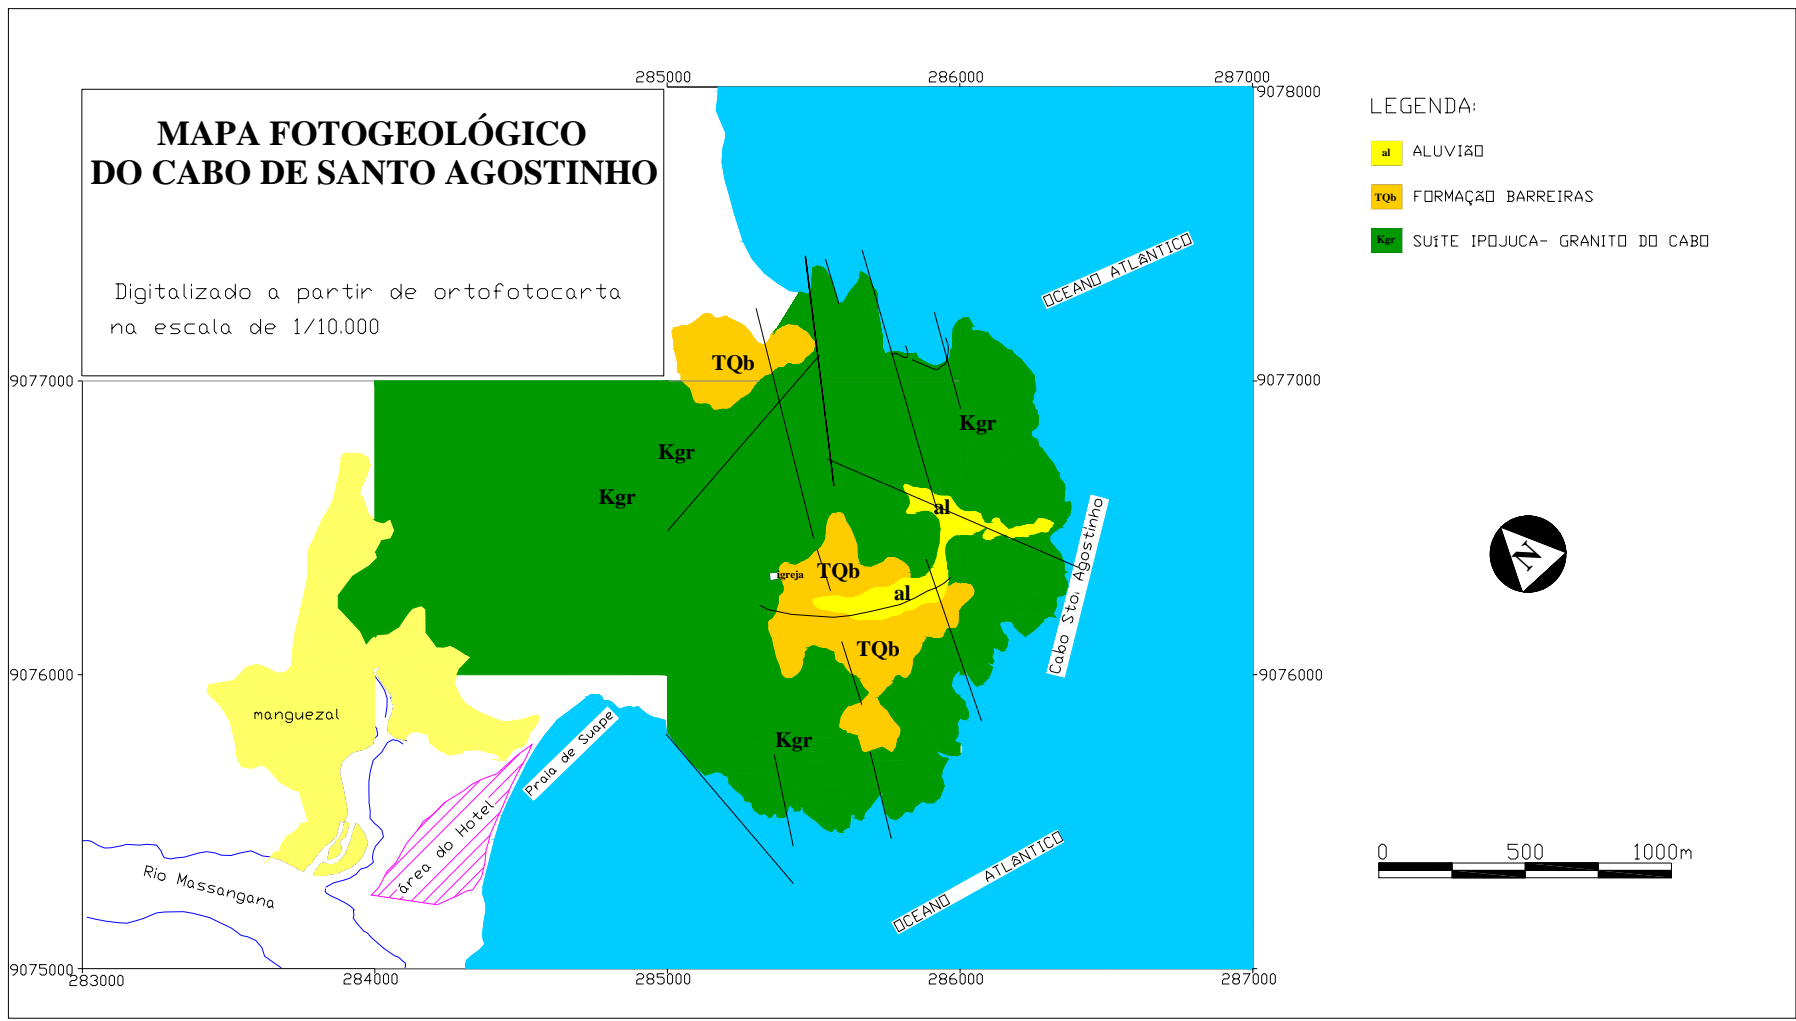 MAPA FOTOGEOLÓGICO
DO CABO DE SANTO AGOSTINHO
Digitalizado a partir de ortofotocarta
na escala de 1/10.000
285000
286000
287000
9078000
9077000
9077000
9076000
9076000
9075000
283000
284000
285000
286000
287000
OCEANO ATLÂNTICO
TQb
Kgr
Kgr
Kgr
al
igreja
TQb
al
TQb
Kgr
Cabo Sto. Agostinho
manguezal
Praia de Suape
área do Hotel
Rio Massangana
OCEANO ATLÂNTICO
LEGENDA:
al ALUVIãO
TQb FORMAÇãO BARREIRAS
Kgr SUíTE IPOJUCA- GRANITO DO CABO
N
0 500 1000m